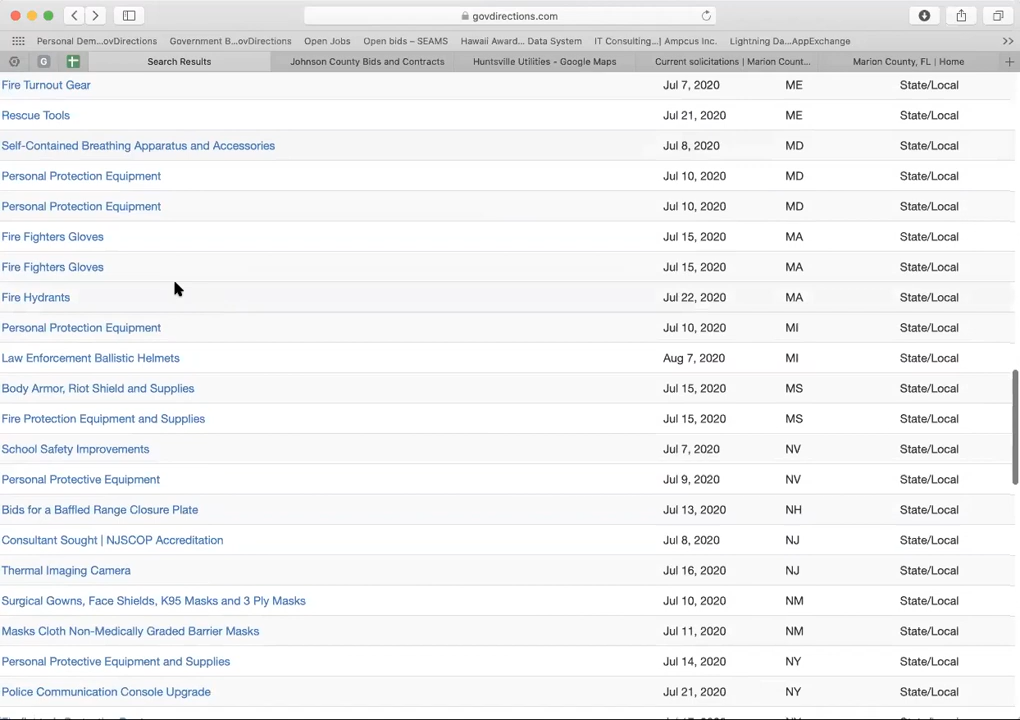 govdirections.com
Personal Dem...ovDirections Government B...ovDirections Open Jobs Open bids – SEAMS Hawaii Award... Data System IT Consulting...| Ampcus Inc. Lightning Da...AppExchange
G Search Results Johnson County Bids and Contracts Huntsville Utilities - Google Maps Current solicitations | Marion Count... Marion County, FL | Home
Fire Turnout Gear Jul 7, 2020 ME State/Local
Rescue Tools Jul 21, 2020 ME State/Local
Self-Contained Breathing Apparatus and Accessories Jul 8, 2020 MD State/Local
Personal Protection Equipment Jul 10, 2020 MD State/Local
Personal Protection Equipment Jul 10, 2020 MD State/Local
Fire Fighters Gloves Jul 15, 2020 MA State/Local
Fire Fighters Gloves Jul 15, 2020 MA State/Local
Fire Hydrants Jul 22, 2020 MA State/Local
Personal Protection Equipment Jul 10, 2020 MI State/Local
Law Enforcement Ballistic Helmets Aug 7, 2020 MI State/Local
Body Armor, Riot Shield and Supplies Jul 15, 2020 MS State/Local
Fire Protection Equipment and Supplies Jul 15, 2020 MS State/Local
School Safety Improvements Jul 7, 2020 NV State/Local
Personal Protective Equipment Jul 9, 2020 NV State/Local
Bids for a Baffled Range Closure Plate Jul 13, 2020 NH State/Local
Consultant Sought | NJSCOP Accreditation Jul 8, 2020 NJ State/Local
Thermal Imaging Camera Jul 16, 2020 NJ State/Local
Surgical Gowns, Face Shields, K95 Masks and 3 Ply Masks Jul 10, 2020 NM State/Local
Masks Cloth Non-Medically Graded Barrier Masks Jul 11, 2020 NM State/Local
Personal Protective Equipment and Supplies Jul 14, 2020 NY State/Local
Police Communication Console Upgrade Jul 21, 2020 NY State/Local